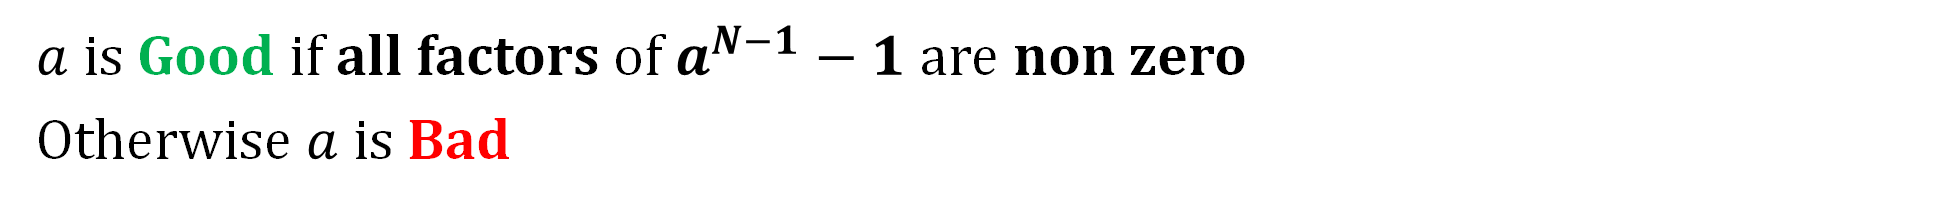 a is Good if all factors of a^{N−1} − 1 are non zero
Otherwise a is Bad